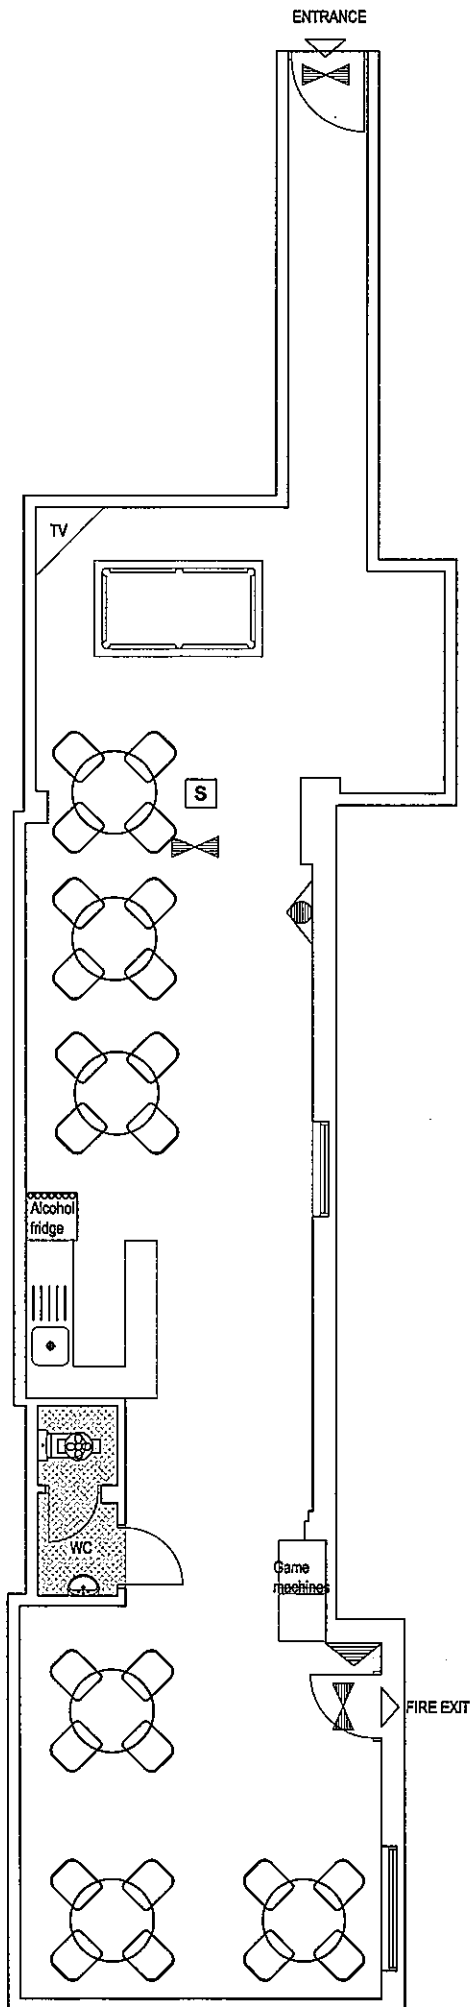 ENTRANCE
TV
S
Alcohol
fridge
WC
Game
machines
FIRE EXIT